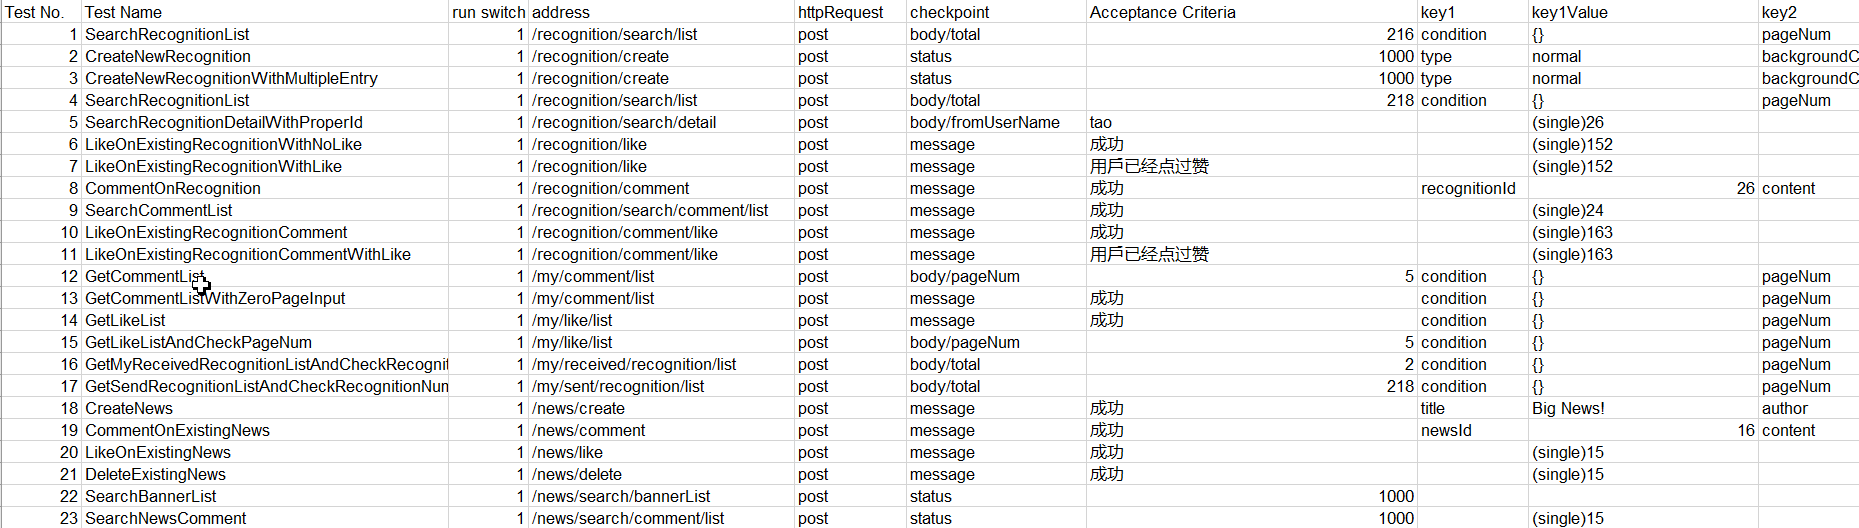 Test No. Test Name run switch address httpRequest checkpoint Acceptance Criteria key1 key1Value key2
1 SearchRecognitionList 1 /recognition/search/list post body/total 216 condition {} pageNum
2 CreateNewRecognition 1 /recognition/create post status 1000 type normal backgroundC
3 CreateNewRecognitionWithMultipleEntry 1 /recognition/create post status 1000 type normal backgroundC
4 SearchRecognitionList 1 /recognition/search/list post body/total 218 condition {} pageNum
5 SearchRecognitionDetailWithProperId 1 /recognition/search/detail post body/fromUserName tao (single)26
6 LikeOnExistingRecognitionWithNoLike 1 /recognition/like post message 成功 (single)152
7 LikeOnExistingRecognitionWithLike 1 /recognition/like post message 用戶已经点过赞 (single)152
8 CommentOnRecognition 1 /recognition/comment post message 成功 recognitionId 26 content
9 SearchCommentList 1 /recognition/search/comment/list post message 成功 (single)24
10 LikeOnExistingRecognitionComment 1 /recognition/comment/like post message 成功 (single)163
11 LikeOnExistingRecognitionCommentWithLike 1 /recognition/comment/like post message 用戶已经点过赞 (single)163
12 GetCommentList 1 /my/comment/list post body/pageNum 5 condition {} pageNum
13 GetCommentListWithZeroPageInput 1 /my/comment/list post message 成功 condition {} pageNum
14 GetLikeList 1 /my/like/list post message 成功 condition {} pageNum
15 GetLikeListAndCheckPageNum 1 /my/like/list post body/pageNum 5 condition {} pageNum
16 GetMyReceivedRecognitionListAndCheckRecognit 1 /my/received/recognition/list post body/total 2 condition {} pageNum
17 GetSendRecognitionListAndCheckRecognitionNum 1 /my/sent/recognition/list post body/total 218 condition {} pageNum
18 CreateNews 1 /news/create post message 成功 title Big News! author
19 CommentOnExistingNews 1 /news/comment post message 成功 newsId 16 content
20 LikeOnExistingNews 1 /news/like post message 成功 (single)15
21 DeleteExistingNews 1 /news/delete post message 成功 (single)15
22 SearchBannerList 1 /news/search/bannerList post status 1000
23 SearchNewsComment 1 /news/search/comment/list post status 1000 (single)15